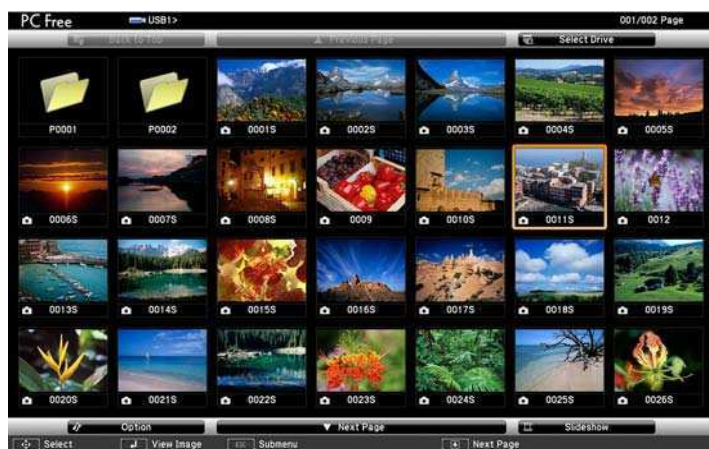 PC Free USB1> 001/002 Page
Back to Top Previous Page Select Drive
P0001 P0002 0001S 0002S 0003S 0004S 0005S
0006S 0007S 0008S 0009 0010S 0011S 0012
0013S 0014S 0015S 0016S 0017S 0018S 0019S
0020S 0021S 0022S 0023S 0024S 0025S 0026S
Option Next Page Slideshow
Select View Image ESC Submenu Next Page